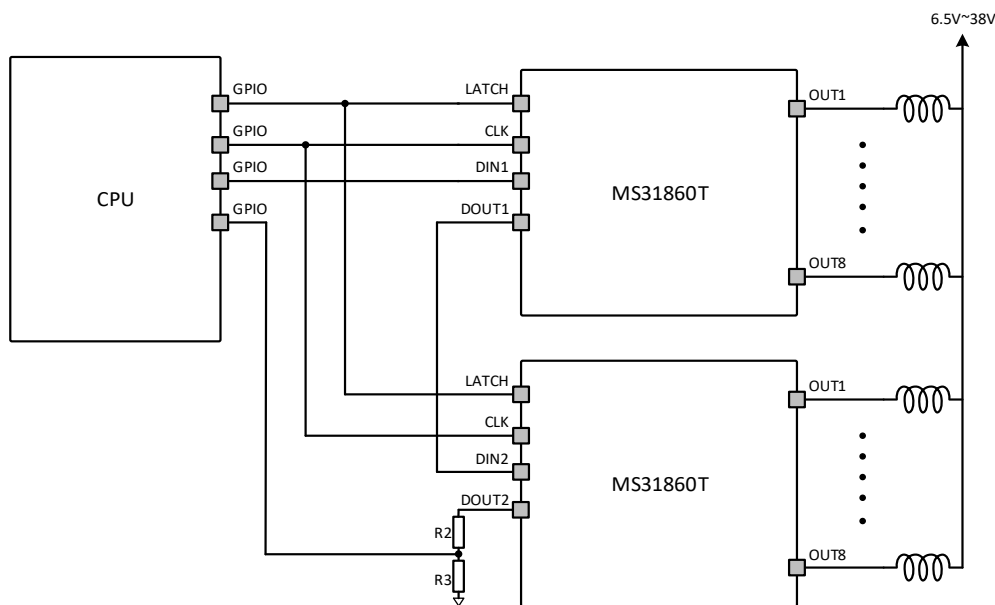 6.5V~38V
GPIO
LATCH
OUT1
GPIO
CLK
GPIO
DIN1
CPU
MS31860T
GPIO
DOUT1
OUT8
LATCH
OUT1
CLK
DIN2
MS31860T
DOUT2
R2
OUT8
R3